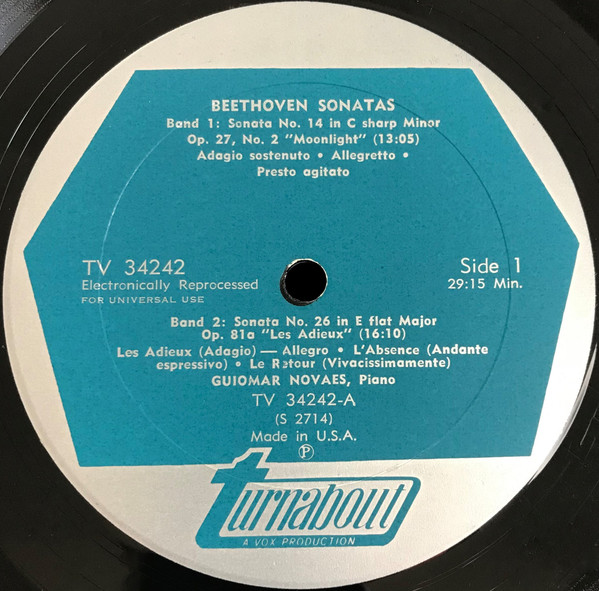 BEETHOVEN SONATAS
Band 1: Sonata No. 14 in C sharp Minor
Op. 27, No. 2 "Moonlight" (13:05)
Adagio sostenuto • Allegretto •
Presto agitato
TV 34242
Electronically Reprocessed
FOR UNIVERSAL USE
Side 1
29:15 Min.
Band 2: Sonata No. 26 in E flat Major
Op. 81a "Les Adieux" (16:10)
Les Adieux (Adagio) — Allegro • L'Absence (Andante
espressivo) • Le Retour (Vivacissimamente)
GUIOMAR NOVAES, Piano
TV 34242-A
(S 2714)
Made in U.S.A.
Ⓟ
turnabout
A VOX PRODUCTION